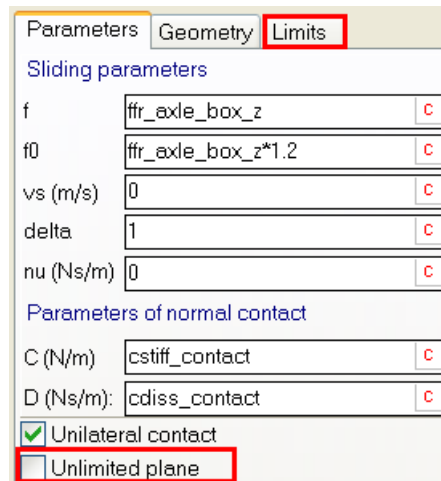 Parameters Geometry Limits
Sliding parameters
f ffr_axle_box_z c
f0 ffr_axle_box_z*1.2 c
vs (m/s) 0 c
delta 1 c
nu (Ns/m) 0 c
Parameters of normal contact
C (N/m) cstiff_contact c
D (Ns/m): cdiss_contact c
Unilateral contact
Unlimited plane